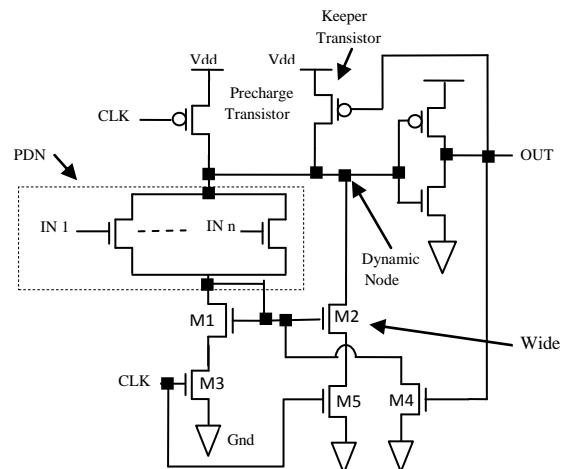 Keeper
Transistor
Vdd
Vdd
Precharge
Transistor
CLK
PDN
OUT
IN 1
IN n
Dynamic
Node
M1
M2
Wide
CLK
M3
M5
M4
Gnd